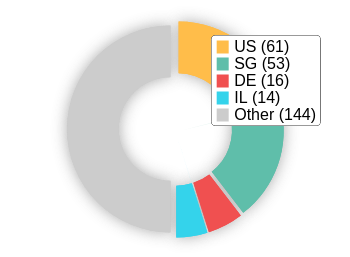 US (61)
SG (53)
DE (16)
IL (14)
Other (144)